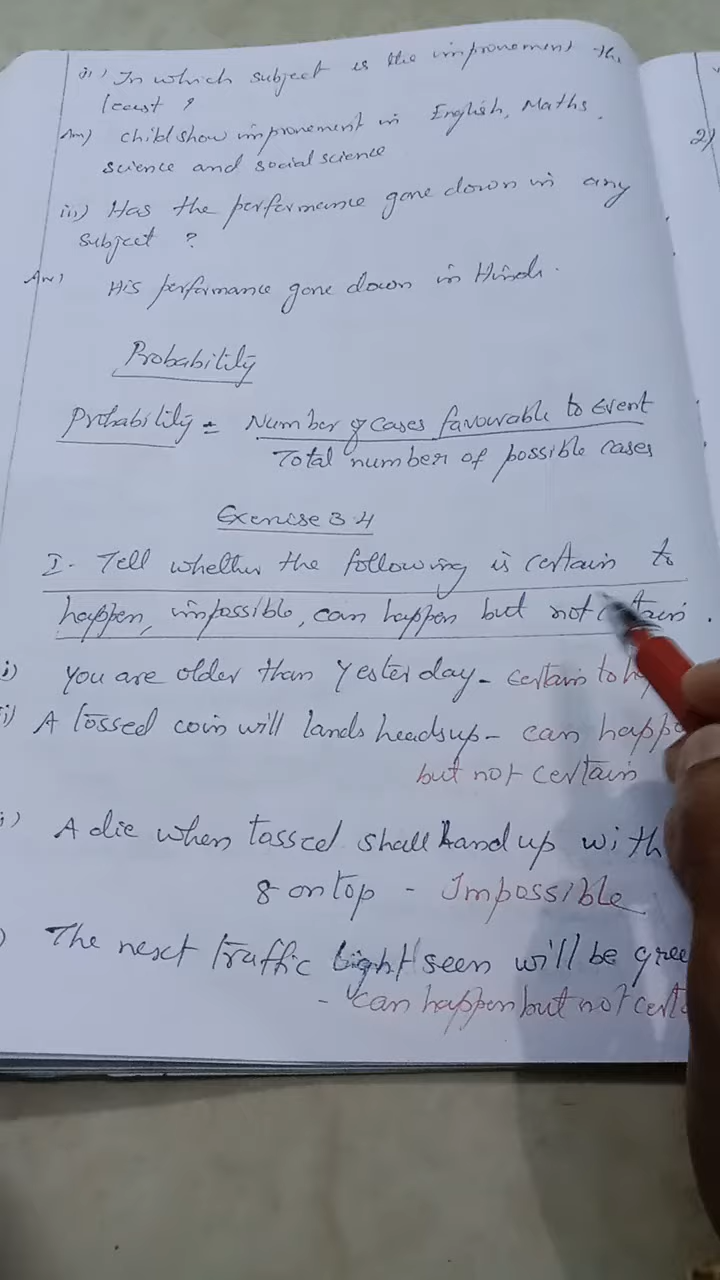 ii) In which subject is the improvement the
least ?
Ans) child show improvement in English, Maths,
science and social science
iii) Has the performance gone down in any
subject ?
Ans) His performance gone down in Hindi.
Probability
Probability = Number of cases favourable to Event
Total number of possible cases
Exercise 3.4
I. Tell whether the following is certain to
happen, impossible, can happen but not certain.
i) You are older than yesterday - certain to
ii) A tossed coin will lands heads up - can happen
but not certain
A die when tossed shall land up with
8 on top - Impossible
The next traffic light seen will be green
- can happen but not
2)